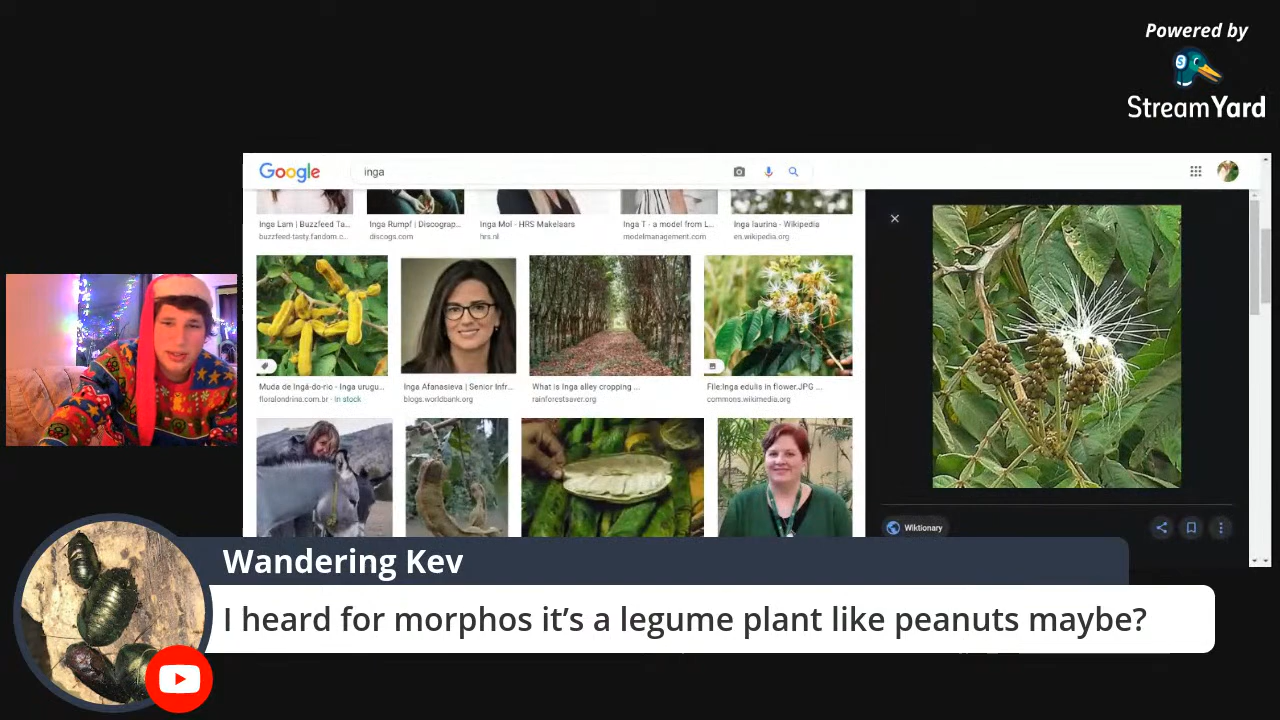 Powered by
StreamYard
Google
inga
Inga Lam | Buzzfeed Ta...
buzzfeed-tasty.fandom.c...
Inga Rumpf | Discograp...
discogs.com
Inga Mol - HRS Makelaars
hrs.nl
Inga T - a model from L...
modelmanagement.com
Inga laurina - Wikipedia
en.wikipedia.org
Muda de Ingá-do-rio - Inga urugu...
floralondrina.com.br · In stock
Inga Afanasieva | Senior Infr...
blogs.worldbank.org
What is Inga alley cropping ...
rainforestsaver.org
File:Inga edulis in flower.JPG ...
commons.wikimedia.org
Wiktionary
Wandering Kev
I heard for morphos it’s a legume plant like peanuts maybe?